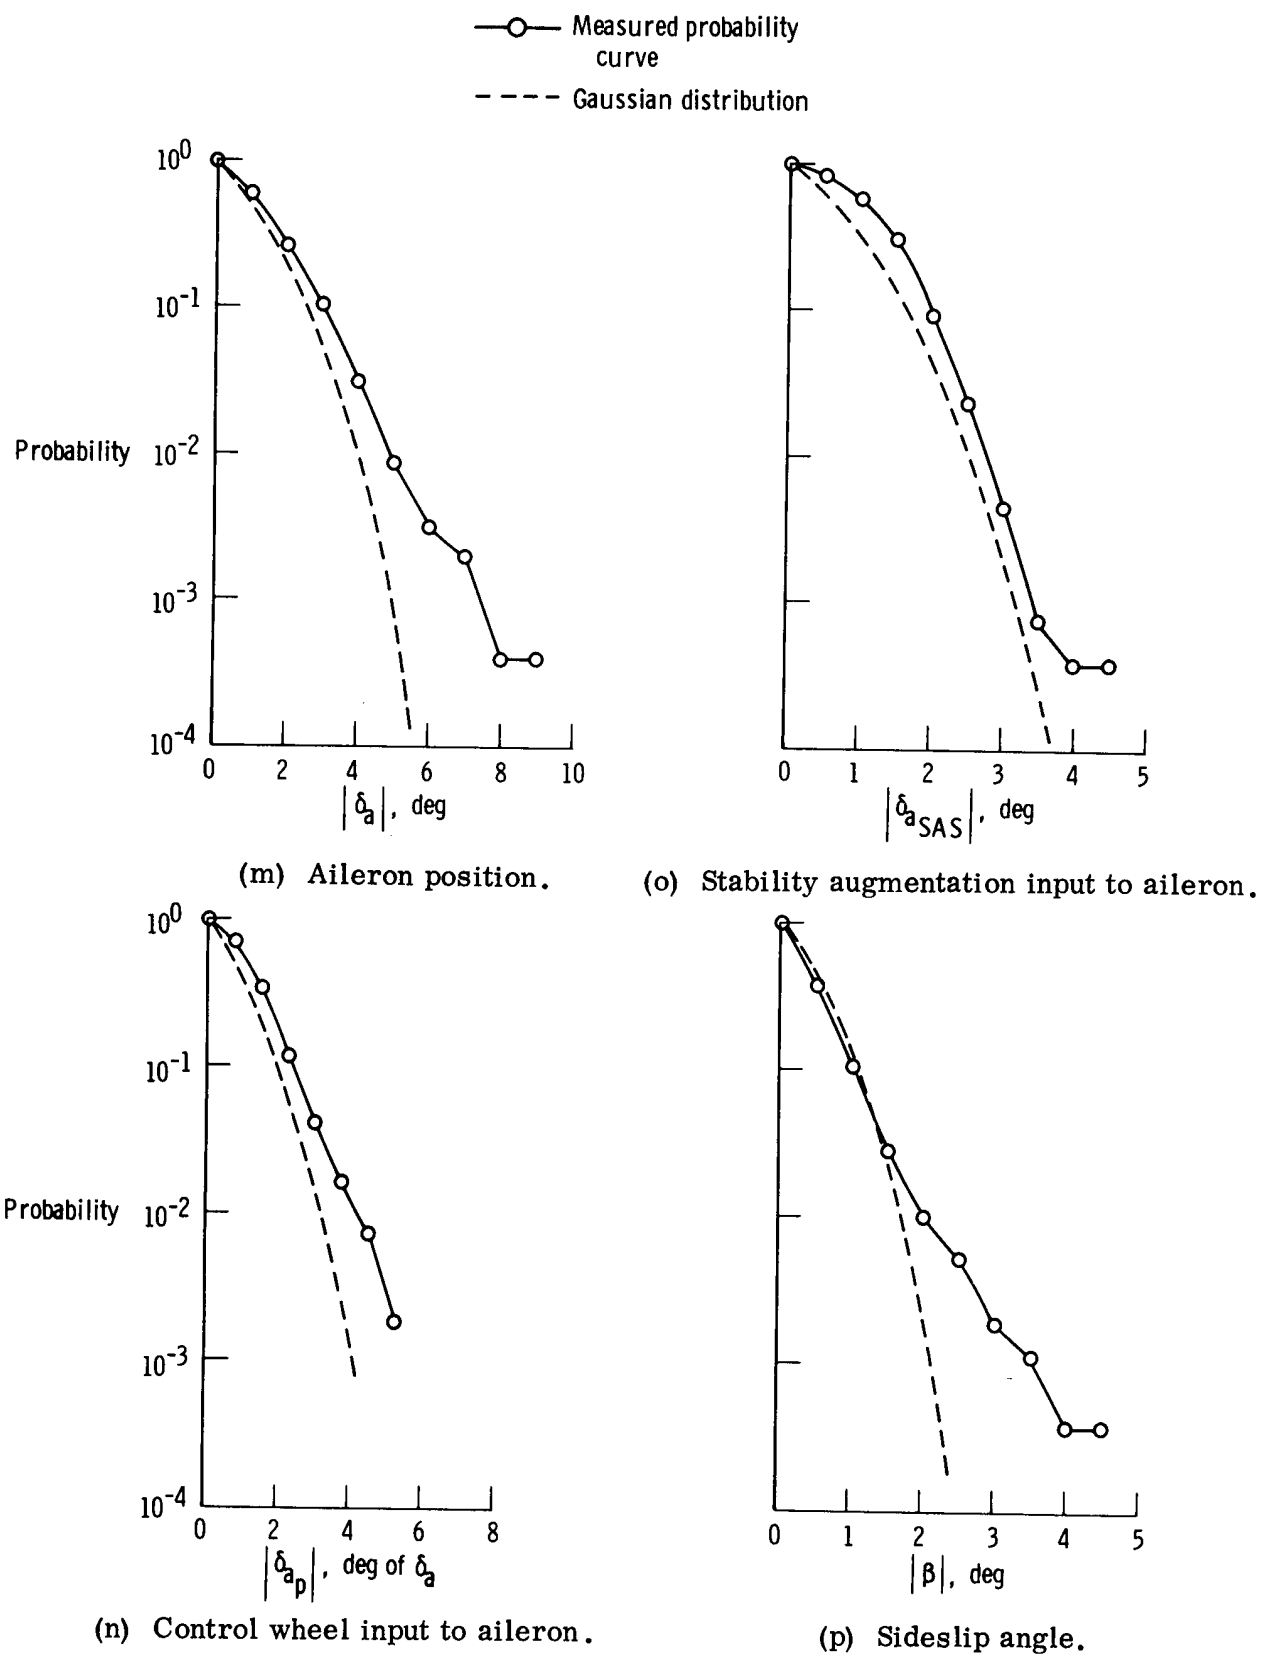 Measured probability
curve
Gaussian distribution
10^0
10^-1
Probability 10^-2
10^-3
10^-4
0 2 4 6 8 10
|δa|, deg
(m) Aileron position.
0 1 2 3 4 5
|δaSAS|, deg
(o) Stability augmentation input to aileron.
10^0
10^-1
Probability 10^-2
10^-3
10^-4
0 2 4 6 8
|δap|, deg of δa
(n) Control wheel input to aileron.
0 1 2 3 4 5
|β|, deg
(p) Sideslip angle.